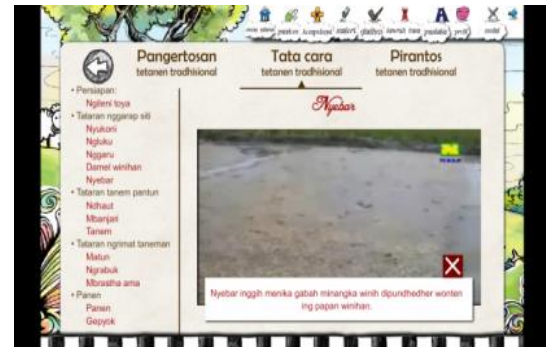 Pangertosan
tetanen tradhisional
Tata cara
tetanen tradhisional
Pirantos
tetanen tradhisional
Nyebar
• Persiapan:
Ngileni toya
• Tataran nggarap siti
Nyukani
Ngluku
Nggaru
Damel winihan
Nyebar
• Tataran tanem pantun
Ndhaut
Mbanjari
Tanem
• Tataran ngrimat taneman
Matun
Ngrabuk
Mbrastha ama
• Panen
Panen
Gepyok
Nyebar inggih menika gabah minangka winih dipundhedher wonten
ing papan winihan.